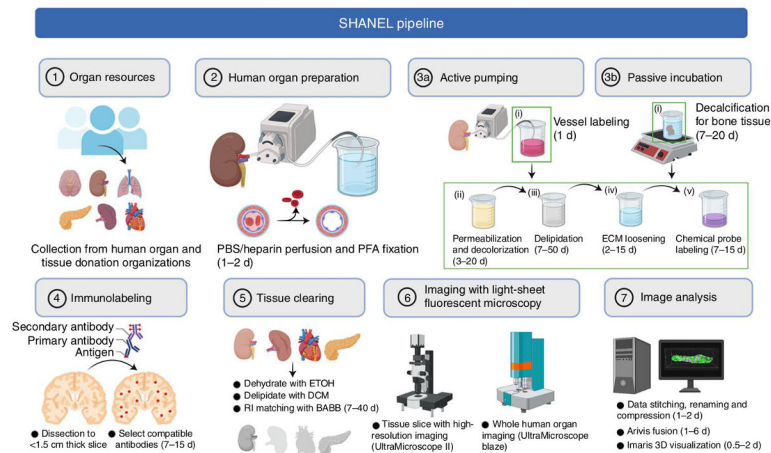 SHANEL pipeline
1 Organ resources
Collection from human organ and
tissue donation organizations
2 Human organ preparation
PBS/heparin perfusion and PFA fixation
(1–2 d)
3a Active pumping
(i)
Vessel labeling
(1 d)
3b Passive incubation
(i)
Decalcification
for bone tissue
(7–20 d)
(ii)
Permeabilization
and decolorization
(3–20 d)
(iii)
Delipidation
(7–50 d)
(iv)
ECM loosening
(2–15 d)
(v)
Chemical probe
labeling (7–15 d)
4 Immunolabeling
Secondary antibody
Primary antibody
Antigen
Dissection to
<1.5 cm thick slice
Select compatible
antibodies (7–15 d)
5 Tissue clearing
Dehydrate with ETOH
Delipidate with DCM
RI matching with BABB (7–40 d)
6 Imaging with light-sheet
fluorescent microscopy
Tissue slice with high-
resolution imaging
(UltraMicroscope II)
Whole human organ
imaging (UltraMicroscope
blaze)
7 Image analysis
Data stitching, renaming and
compression (1–2 d)
Arivis fusion (1–6 d)
Imaris 3D visualization (0.5–2 d)